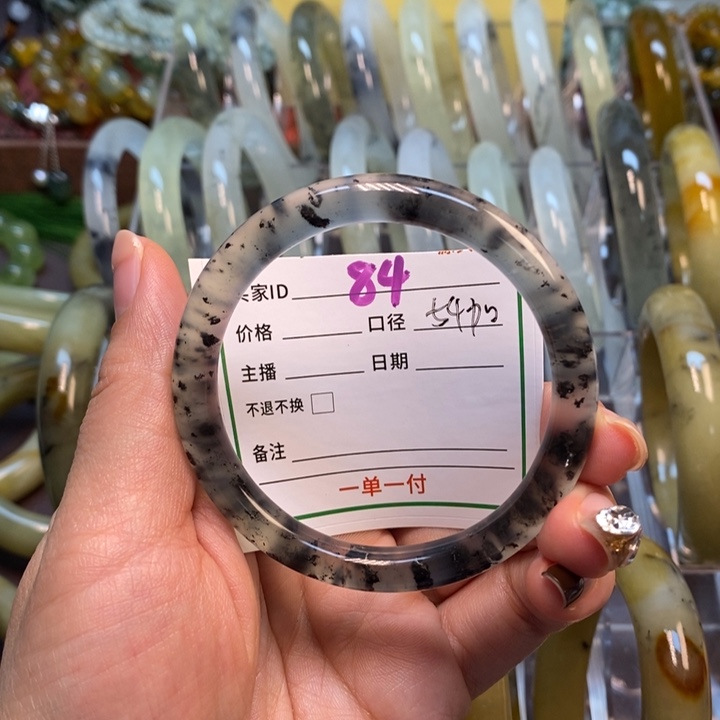 家ID 84
价格 口径
主播 日期
不退不换
备注
一单一付